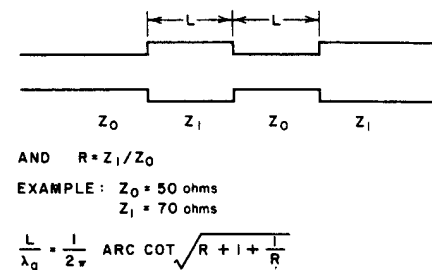 L L
Z₀ Z₁ Z₀ Z₁
AND R = Z₁/Z₀
EXAMPLE: Z₀ = 50 ohms
Z₁ = 70 ohms
L/λg = 1/2π ARC COT √(R + 1 + 1/R)